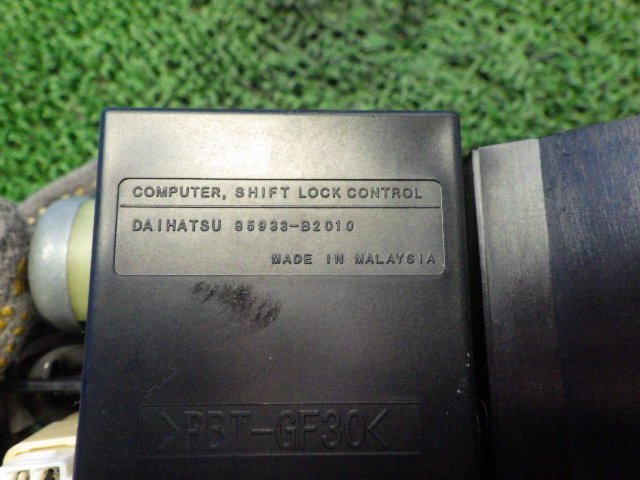 COMPUTER, SHIFT LOCK CONTROL
DAIHATSU 85933-B2010
MADE IN MALAYSIA
>PBT-GF30<